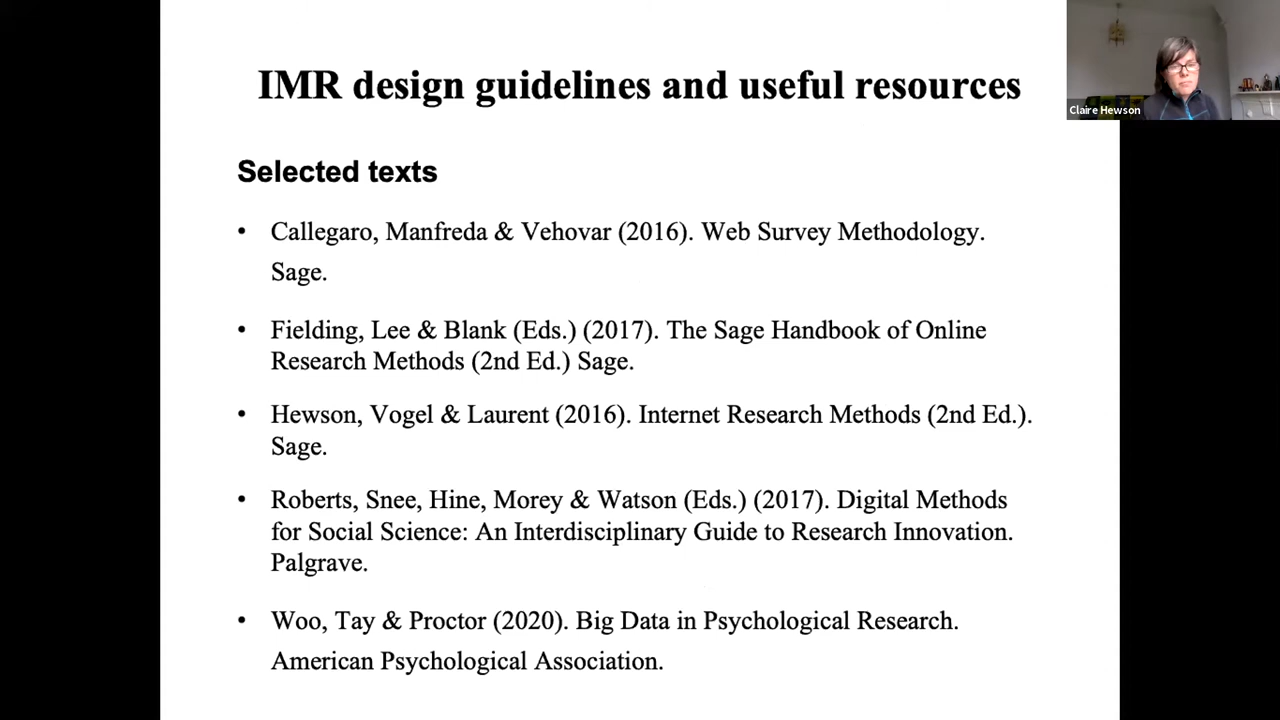 IMR design guidelines and useful resources
Claire Hewson
Selected texts
• Callegaro, Manfreda & Vehovar (2016). Web Survey Methodology.
Sage.
• Fielding, Lee & Blank (Eds.) (2017). The Sage Handbook of Online
Research Methods (2nd Ed.) Sage.
• Hewson, Vogel & Laurent (2016). Internet Research Methods (2nd Ed.).
Sage.
• Roberts, Snee, Hine, Morey & Watson (Eds.) (2017). Digital Methods
for Social Science: An Interdisciplinary Guide to Research Innovation.
Palgrave.
• Woo, Tay & Proctor (2020). Big Data in Psychological Research.
American Psychological Association.